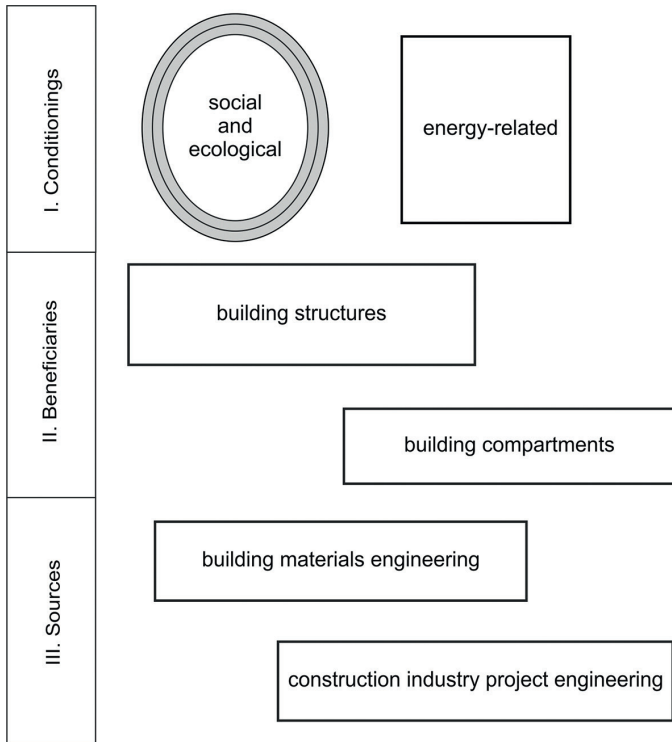 I. Conditionings
social
and
ecological
energy-related
II. Beneficiaries
building structures
building compartments
III. Sources
building materials engineering
construction industry project engineering